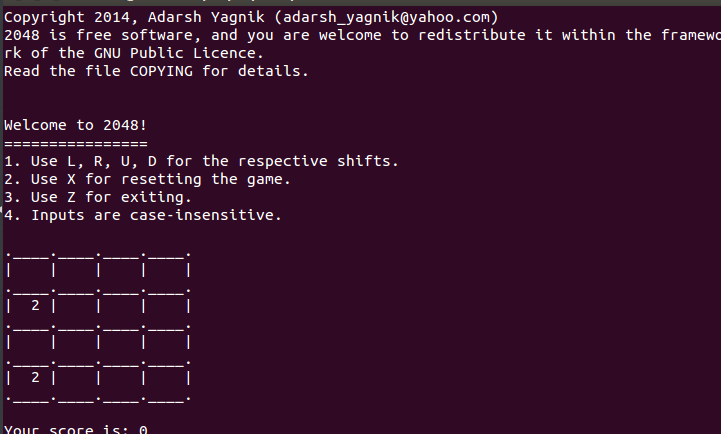 Copyright 2014, Adarsh Yagnik (adarsh_yagnik@yahoo.com)
2048 is free software, and you are welcome to redistribute it within the framewo
rk of the GNU Public Licence.
Read the file COPYING for details.
Welcome to 2048!
================
1. Use L, R, U, D for the respective shifts.
2. Use X for resetting the game.
3. Use Z for exiting.
4. Inputs are case-insensitive.
.____.____.____.____.
|    |    |    |    |
.____.____.____.____.
|  2 |    |    |    |
.____.____.____.____.
|    |    |    |    |
.____.____.____.____.
|  2 |    |    |    |
.____.____.____.____.
Your score is: 0